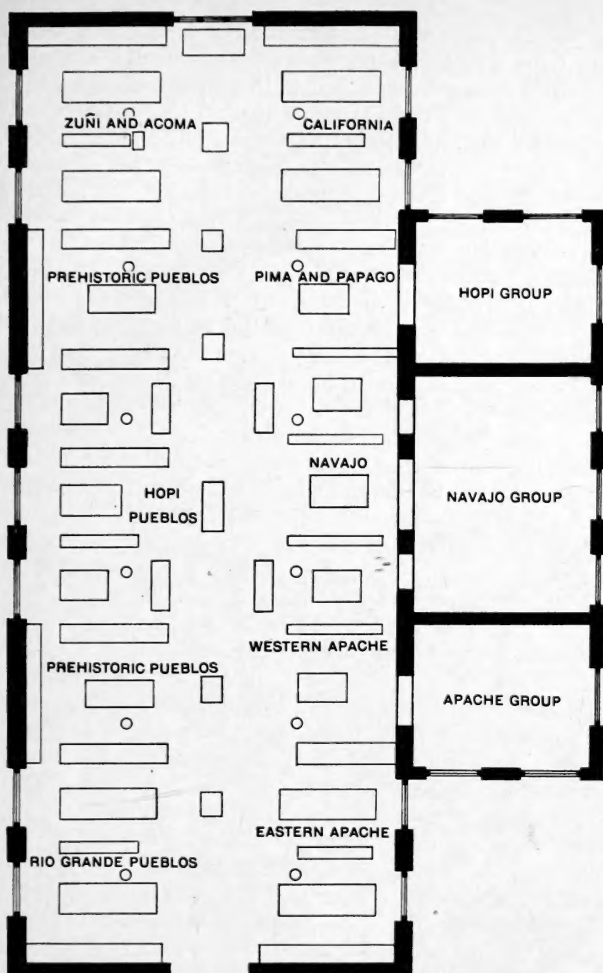 ZUÑI AND ACOMA
CALIFORNIA
PREHISTORIC PUEBLOS
PIMA AND PAPAGO
HOPI GROUP
HOPI
PUEBLOS
NAVAJO
NAVAJO GROUP
PREHISTORIC PUEBLOS
WESTERN APACHE
APACHE GROUP
RIO GRANDE PUEBLOS
EASTERN APACHE